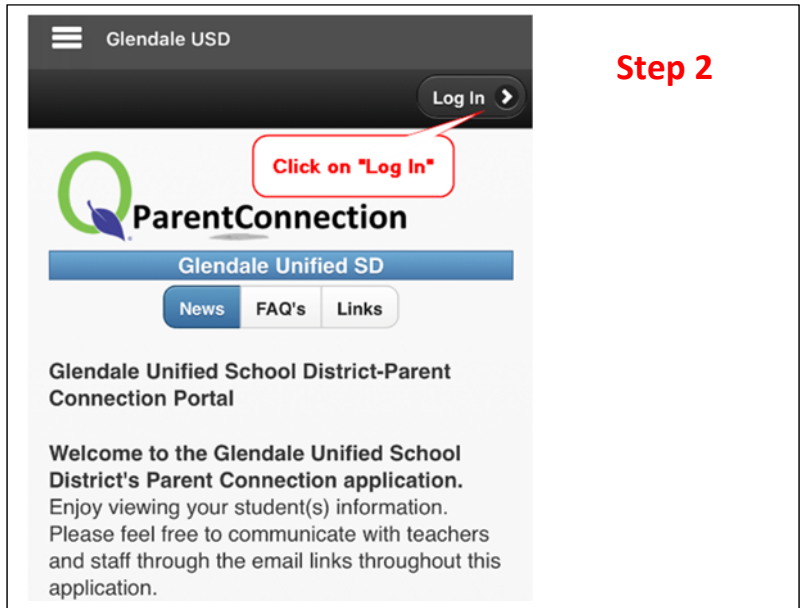 Glendale USD
Step 2
Log In
Click on "Log In"
Q
ParentConnection
Glendale Unified SD
News FAQ's Links
Glendale Unified School District-Parent
Connection Portal
Welcome to the Glendale Unified School
District's Parent Connection application.
Enjoy viewing your student(s) information.
Please feel free to communicate with teachers
and staff through the email links throughout this
application.